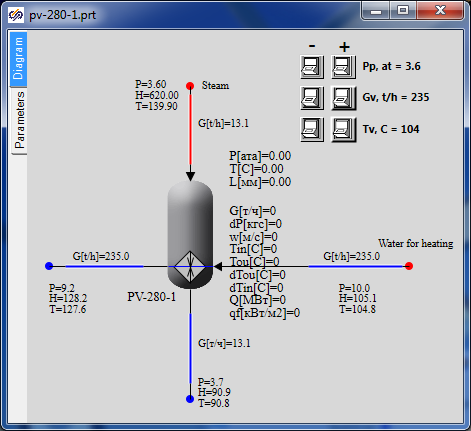 pv-280-1.prt
Diagram
Parameters
- +
Pp, at = 3.6
Gv, t/h = 235
Tv, C = 104
P=3.60
H=620.00
T=139.90
Steam
G[t/h]=13.1
P[ата]=0.00
T[C]=0.00
L[мм]=0.00
G[т/ч]=0
dP[кгс]=0
w[м/с]=0
Tin[C]=0
Tou[C]=0
dTou[C]=0
dTin[C]=0
Q[МВт]=0
qf[кВт/м2]=0
Water for heating
G[t/h]=235.0
G[t/h]=235.0
P=9.2
H=128.2
T=127.6
PV-280-1
P=10.0
H=105.1
T=104.8
G[т/ч]=13.1
P=3.7
H=90.9
T=90.8